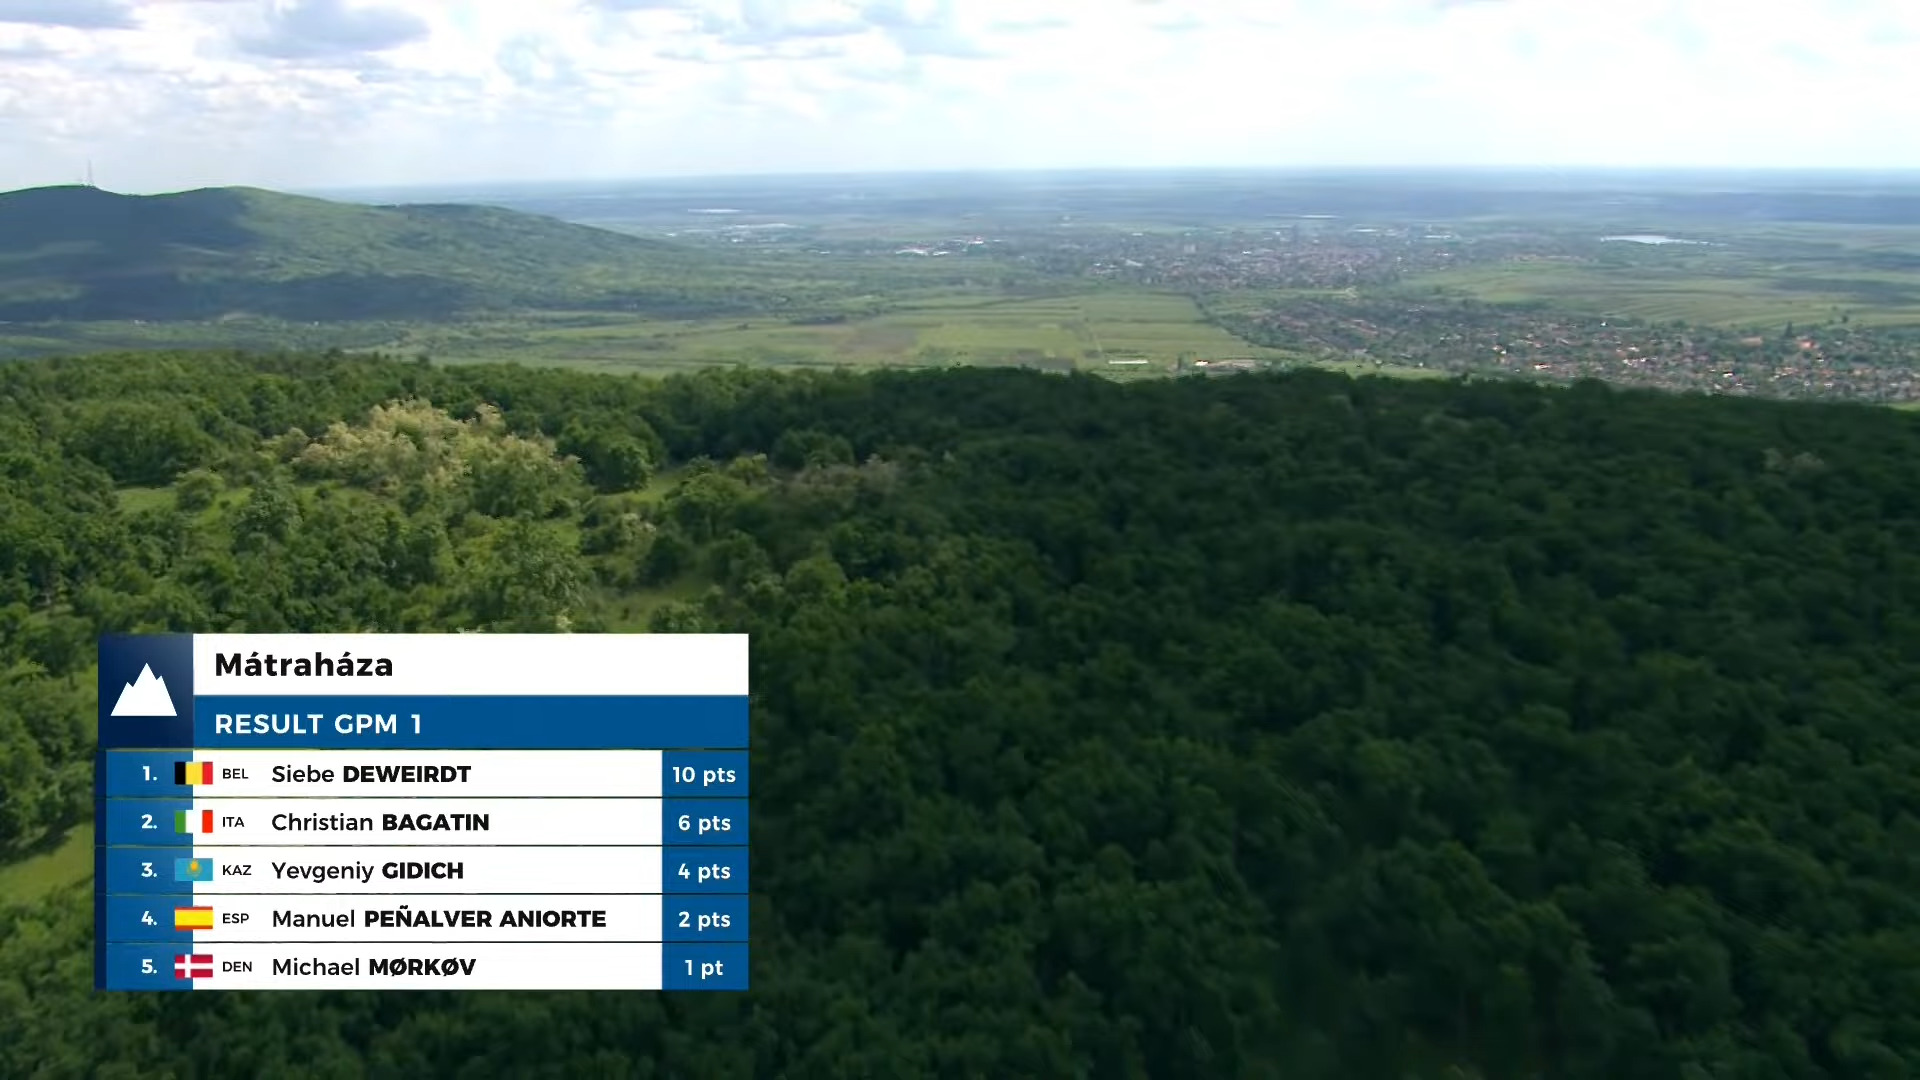 Mátraháza
RESULT GPM 1
1. BEL Siebe DEWEIRDT 10 pts
2. ITA Christian BAGATIN 6 pts
3. KAZ Yevgeniy GIDICH 4 pts
4. ESP Manuel PEÑALVER ANIORTE 2 pts
5. DEN Michael MØRKØV 1 pt